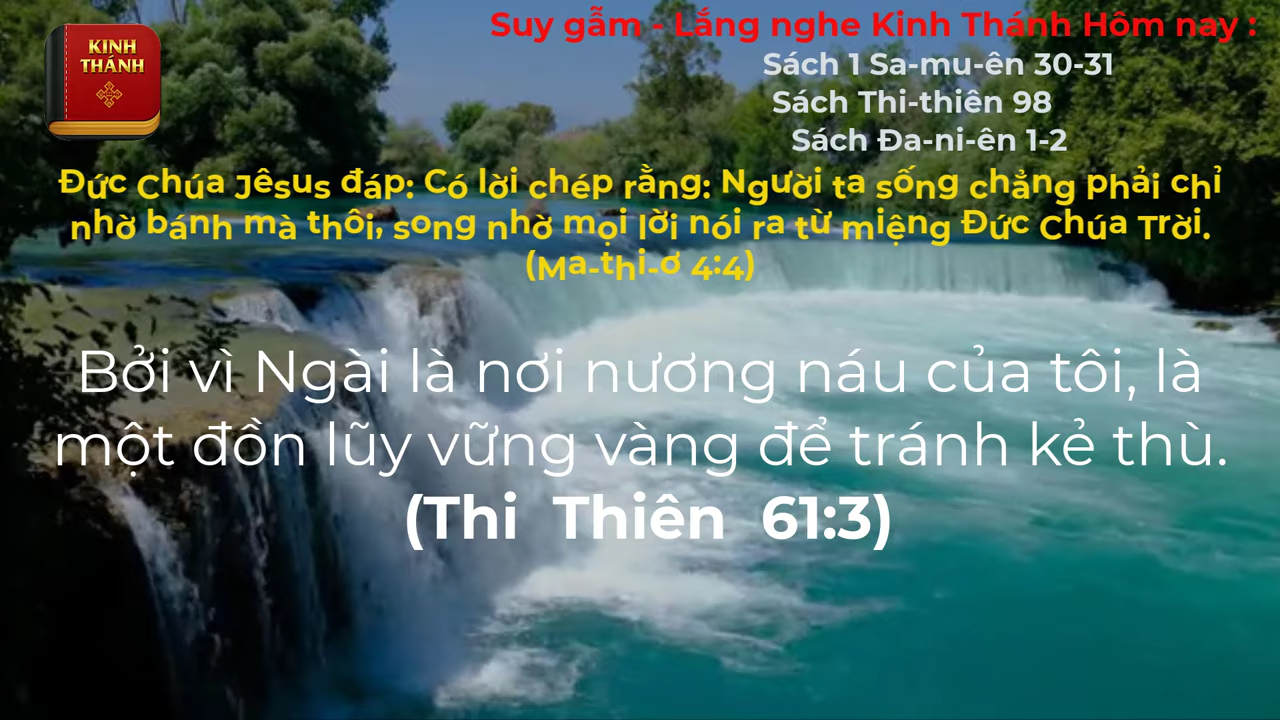 KINH
THÁNH
Suy gẫm - Lắng nghe Kinh Thánh Hôm nay :
Sách 1 Sa-mu-ên 30-31
Sách Thi-thiên 98
Sách Đa-ni-ên 1-2
Đức Chúa Jêsus đáp: Có lời chép rằng: Người ta sống chẳng phải chỉ
nhờ bánh mà thôi, song nhờ mọi lời nói ra từ miệng Đức Chúa Trời.
(Ma-thi-ơ 4:4)
Bởi vì Ngài là nơi nương náu của tôi, là
một đồn lũy vững vàng để tránh kẻ thù.
(Thi Thiên 61:3)